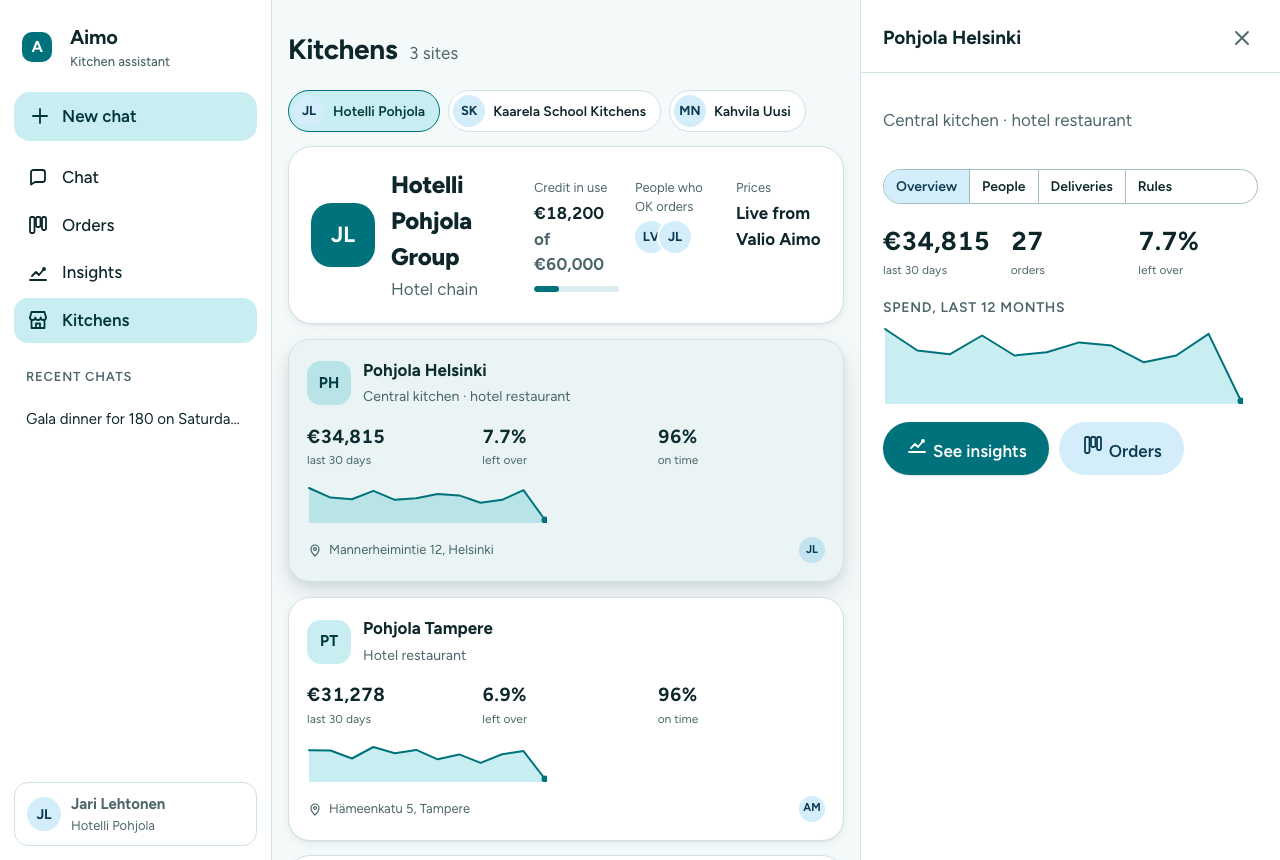 A
Aimo
Kitchen assistant
New chat
Chat
Orders
Insights
Kitchens
RECENT CHATS
Gala dinner for 180 on Saturda...
JL
Jari Lehtonen
Hotelli Pohjola
Kitchens 3 sites
JL Hotelli Pohjola
SK Kaarela School Kitchens
MN Kahvila Uusi
JL
Hotelli
Pohjola
Group
Hotel chain
Credit in use
€18,200
of
€60,000
People who
OK orders
LV JL
Prices
Live from
Valio Aimo
PH
Pohjola Helsinki
Central kitchen · hotel restaurant
€34,815 7.7% 96%
last 30 days left over on time
Mannerheimintie 12, Helsinki
JL
PT
Pohjola Tampere
Hotel restaurant
€31,278 6.9% 96%
last 30 days left over on time
Hämeenkatu 5, Tampere
AM
Pohjola Helsinki
Central kitchen · hotel restaurant
Overview People Deliveries Rules
€34,815 27 7.7%
last 30 days orders left over
SPEND, LAST 12 MONTHS
See insights
Orders